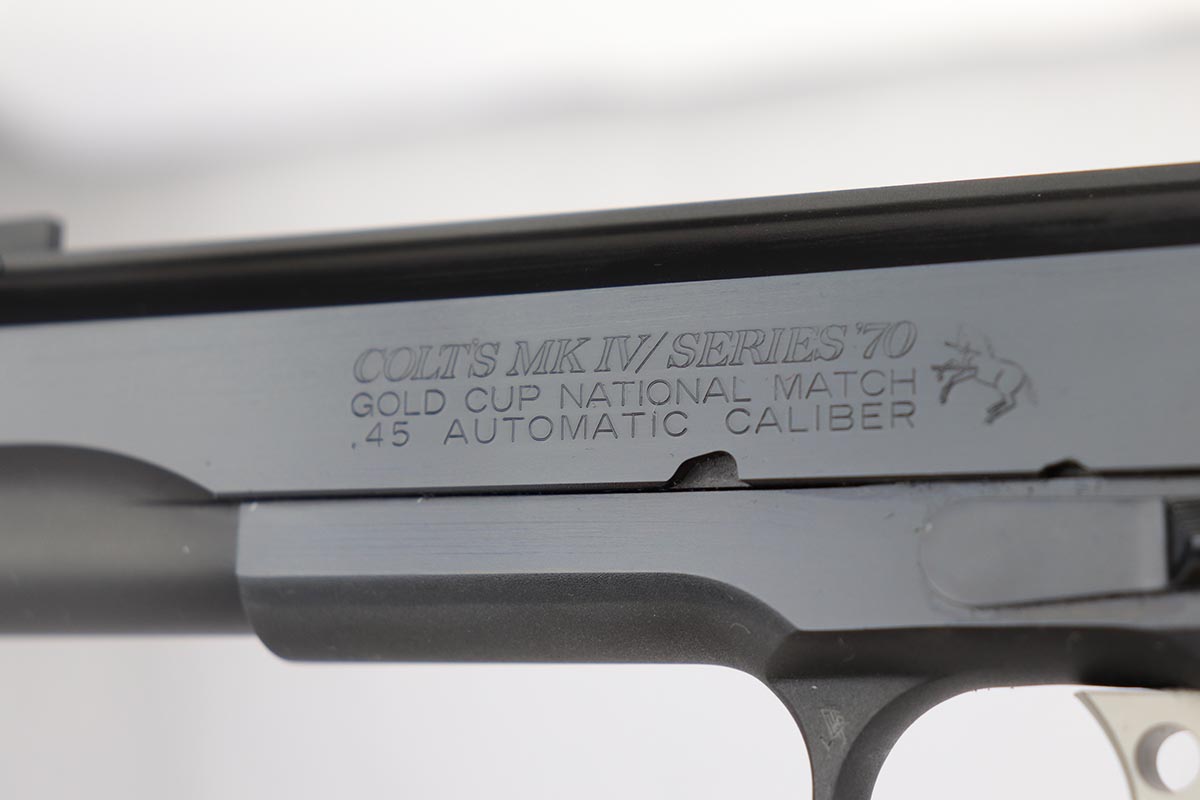 COLT'S MK IV/ SERIES '70
GOLD CUP NATIONAL MATCH
.45 AUTOMATIC CALIBER